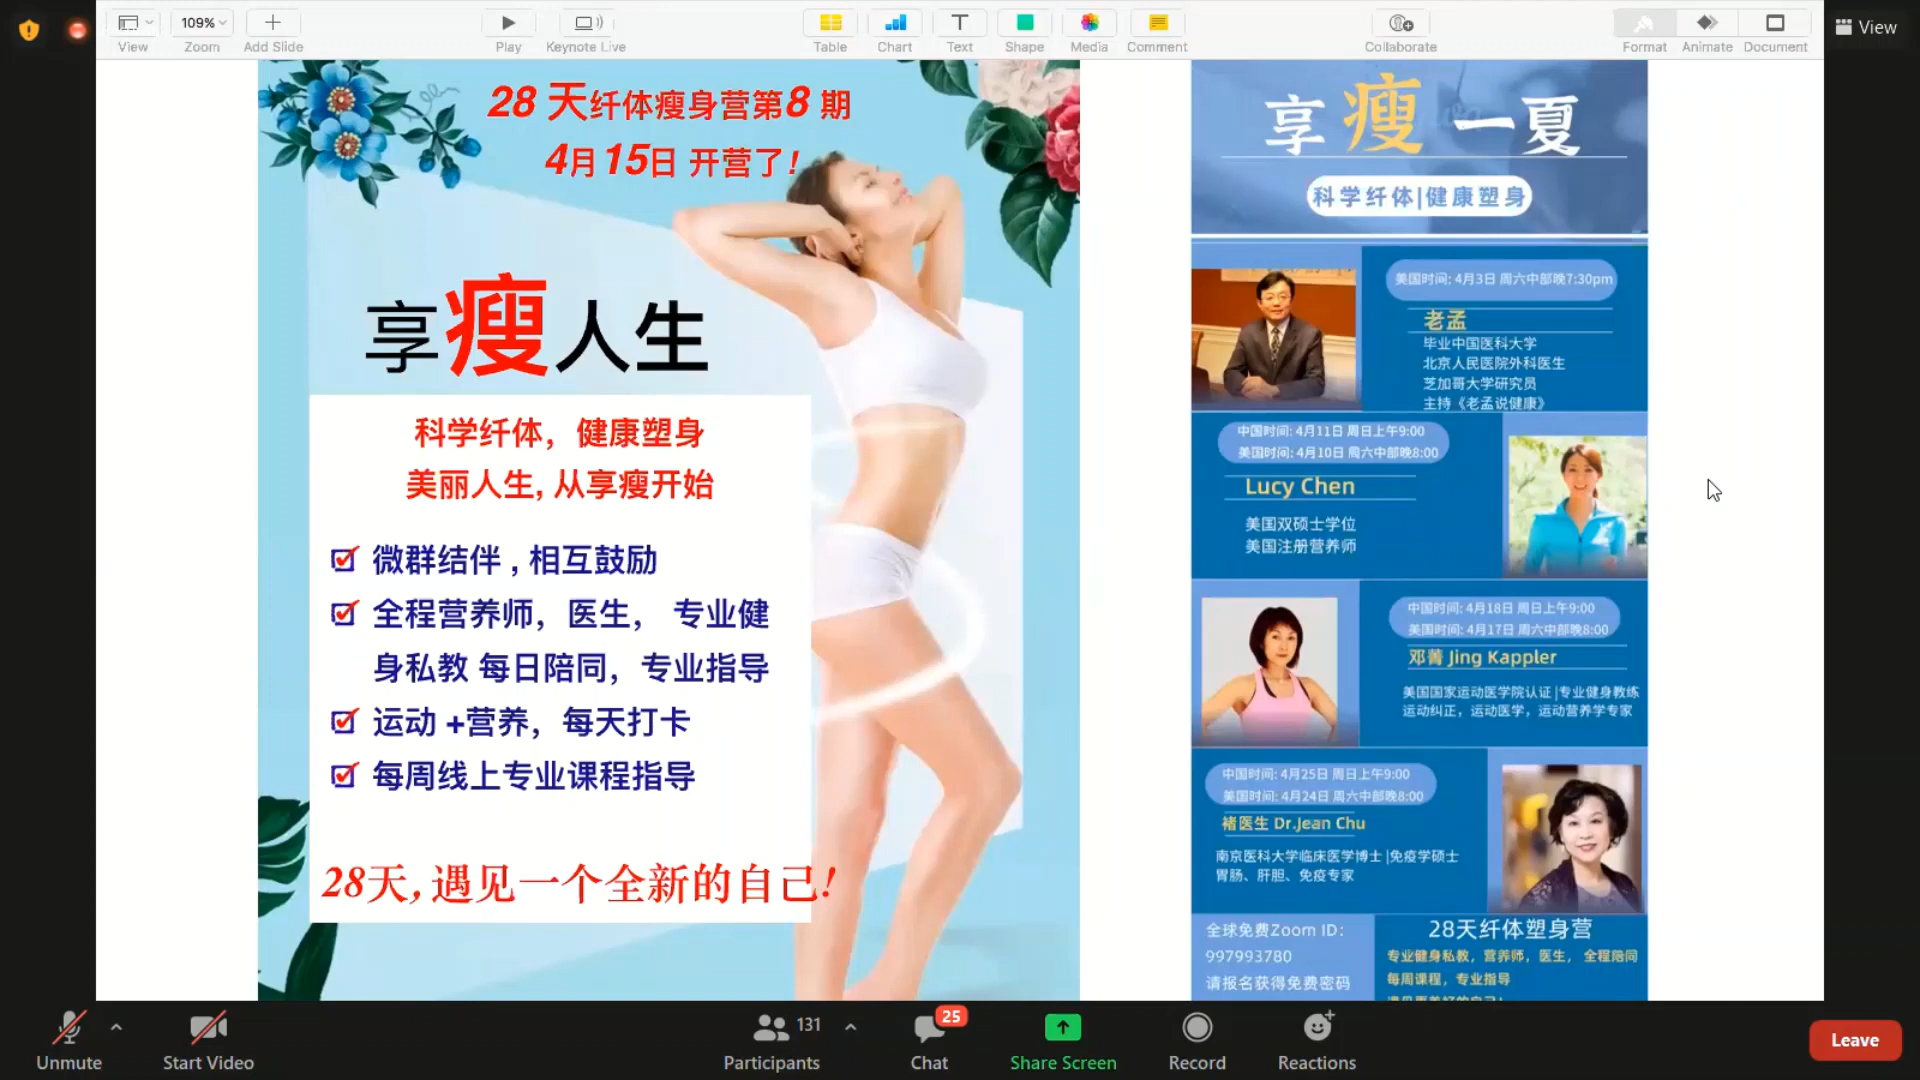 View
109%
Zoom
Add Slide
Play
Keynote Live
Table
Chart
Text
Shape
Media
Comment
Collaborate
Format
Animate
Document
View
28 天纤体瘦身营第8 期
4月15日 开营了!
享瘦人生
科学纤体，健康塑身
美丽人生, 从享瘦开始
微群结伴 , 相互鼓励
全程营养师，医生， 专业健
身私教 每日陪同，专业指导
运动 +营养，每天打卡
每周线上专业课程指导
28天, 遇见一个全新的自己!
享瘦一夏
科学纤体|健康塑身
美国时间: 4月3日 周六中部晚7:30pm
老孟
毕业中国医科大学
北京人民医院外科医生
芝加哥大学研究员
主持《老孟说健康》
中国时间: 4月11日 周日上午9:00
美国时间: 4月10日 周六中部晚8:00
Lucy Chen
美国双硕士学位
美国注册营养师
中国时间: 4月18日 周日上午9:00
美国时间: 4月17日 周六中部晚8:00
邓菁 Jing Kappler
美国国家运动医学院认证 |专业健身教练
运动纠正，运动医学，运动营养学专家
中国时间: 4月25日 周日上午9:00
美国时间: 4月24日 周六中部晚8:00
褚医生 Dr.Jean Chu
南京医科大学临床医学博士 |免疫学硕士
胃肠、肝胆、免疫专家
全球免费Zoom ID：
997993780
请报名获得免费密码
28天纤体塑身营
专业健身私教，营养师，医生， 全程陪同
每周课程，专业指导
Unmute
Start Video
131
Participants
25
Chat
Share Screen
Record
Reactions
Leave